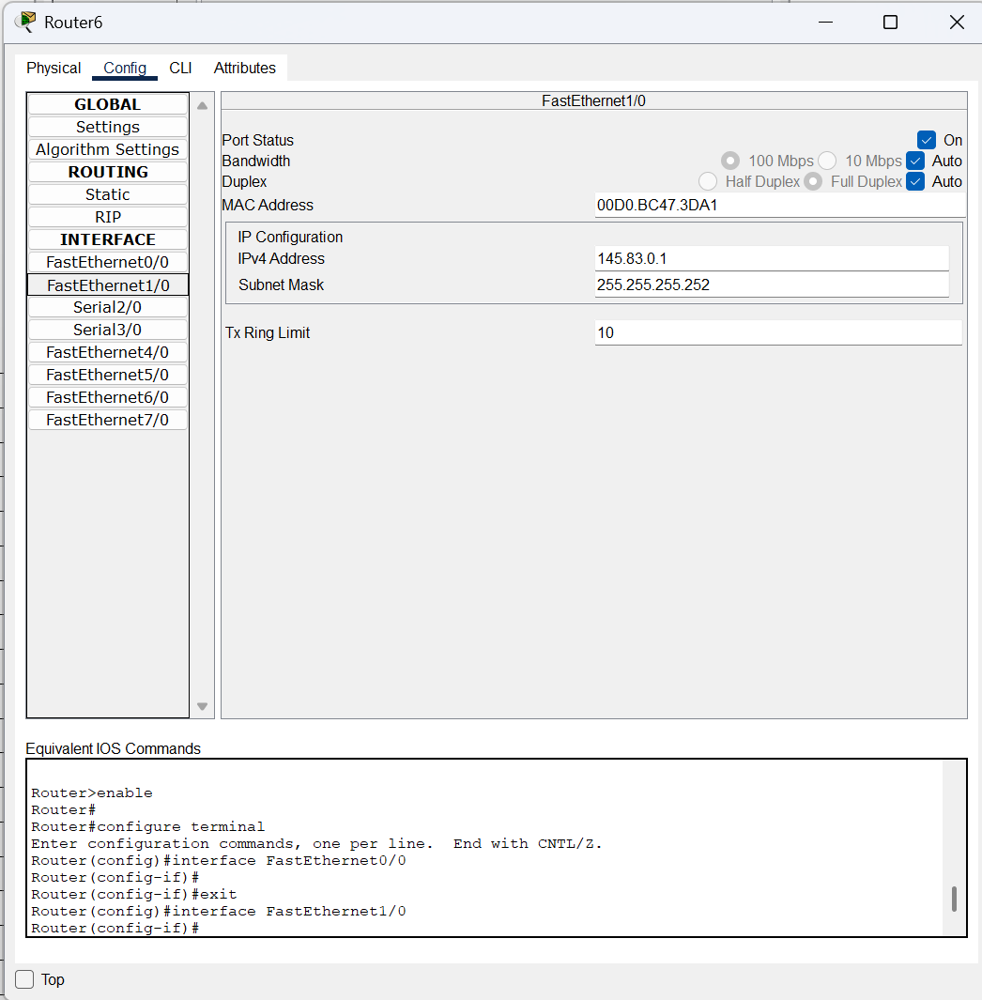 Router6
Physical Config CLI Attributes
GLOBAL
Settings
Algorithm Settings
ROUTING
Static
RIP
INTERFACE
FastEthernet0/0
FastEthernet1/0
Serial2/0
Serial3/0
FastEthernet4/0
FastEthernet5/0
FastEthernet6/0
FastEthernet7/0
FastEthernet1/0
Port Status On
Bandwidth 100 Mbps 10 Mbps Auto
Duplex Half Duplex Full Duplex Auto
MAC Address 00D0.BC47.3DA1
IP Configuration
IPv4 Address 145.83.0.1
Subnet Mask 255.255.255.252
Tx Ring Limit 10
Equivalent IOS Commands
Router>enable
Router#
Router#configure terminal
Enter configuration commands, one per line. End with CNTL/Z.
Router(config)#interface FastEthernet0/0
Router(config-if)#
Router(config-if)#exit
Router(config)#interface FastEthernet1/0
Router(config-if)#
Top